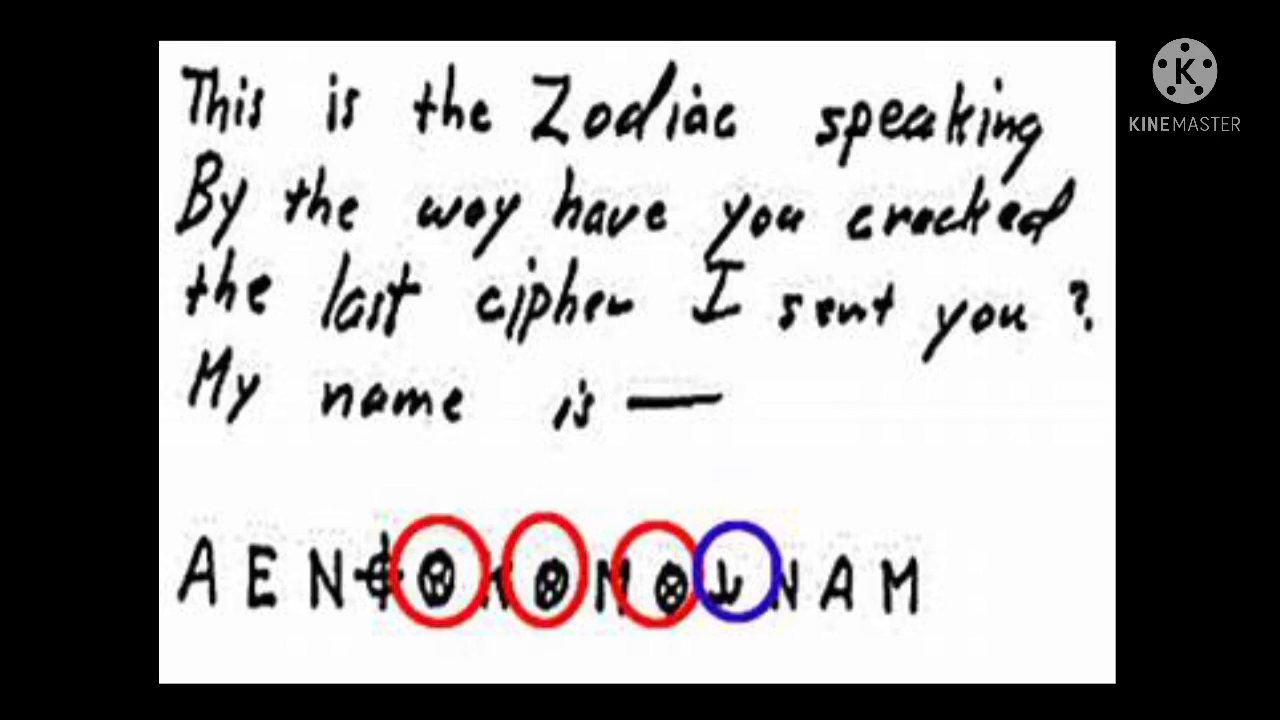 This is the Zodiac speaking
By the way have you cracked
the last cipher I sent you?
My name is —
A E N ⌖ ⊗ K ⊗ M ⊗ ↓ N A M
KINEMASTER